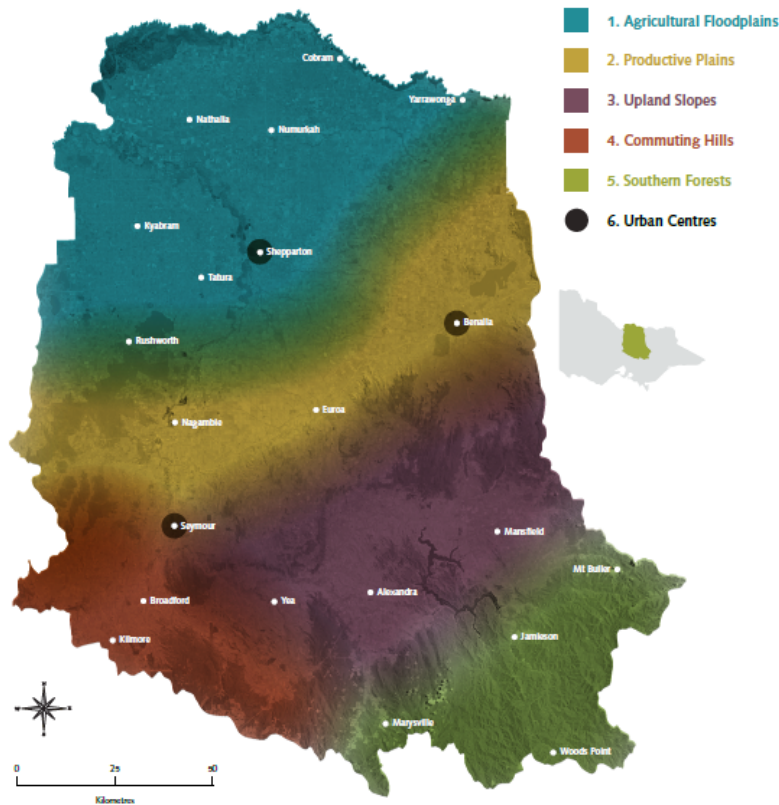 1. Agricultural Floodplains
2. Productive Plains
3. Upland Slopes
4. Commuting Hills
5. Southern Forests
6. Urban Centres
Cobram
Yarrawonga
Nathalia
Numurkah
Kyabram
Shepparton
Tatura
Benalla
Rushworth
Euroa
Nagambie
Seymour
Mansfield
Mt Buller
Alexandra
Broadford
Yea
Jamieson
Kilmore
Marysville
Woods Point
0 25 50
Kilometres